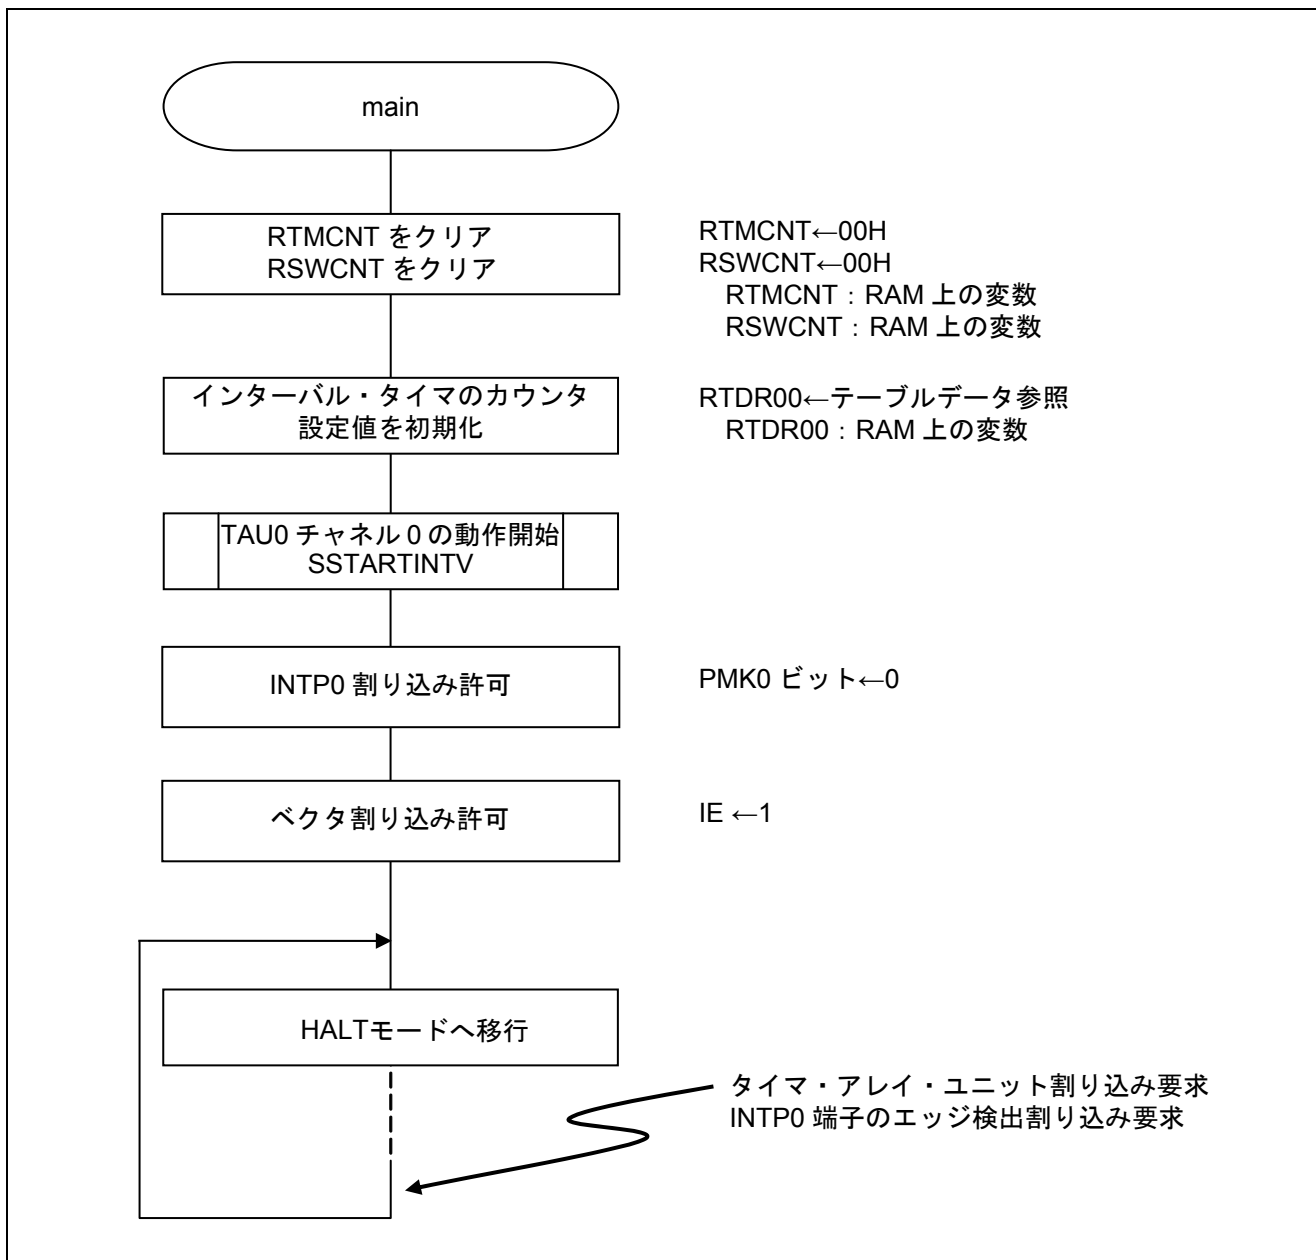 main
RTMCNT をクリア
RSWCNT をクリア
RTMCNT←00H
RSWCNT←00H
RTMCNT：RAM 上の変数
RSWCNT：RAM 上の変数
インターバル・タイマのカウンタ
設定値を初期化
RTDR00←テーブルデータ参照
RTDR00：RAM 上の変数
TAU0 チャネル 0 の動作開始
SSTARTINTV
INTP0 割り込み許可
PMK0 ビット←0
ベクタ割り込み許可
IE ←1
HALTモードへ移行
タイマ・アレイ・ユニット割り込み要求
INTP0 端子のエッジ検出割り込み要求